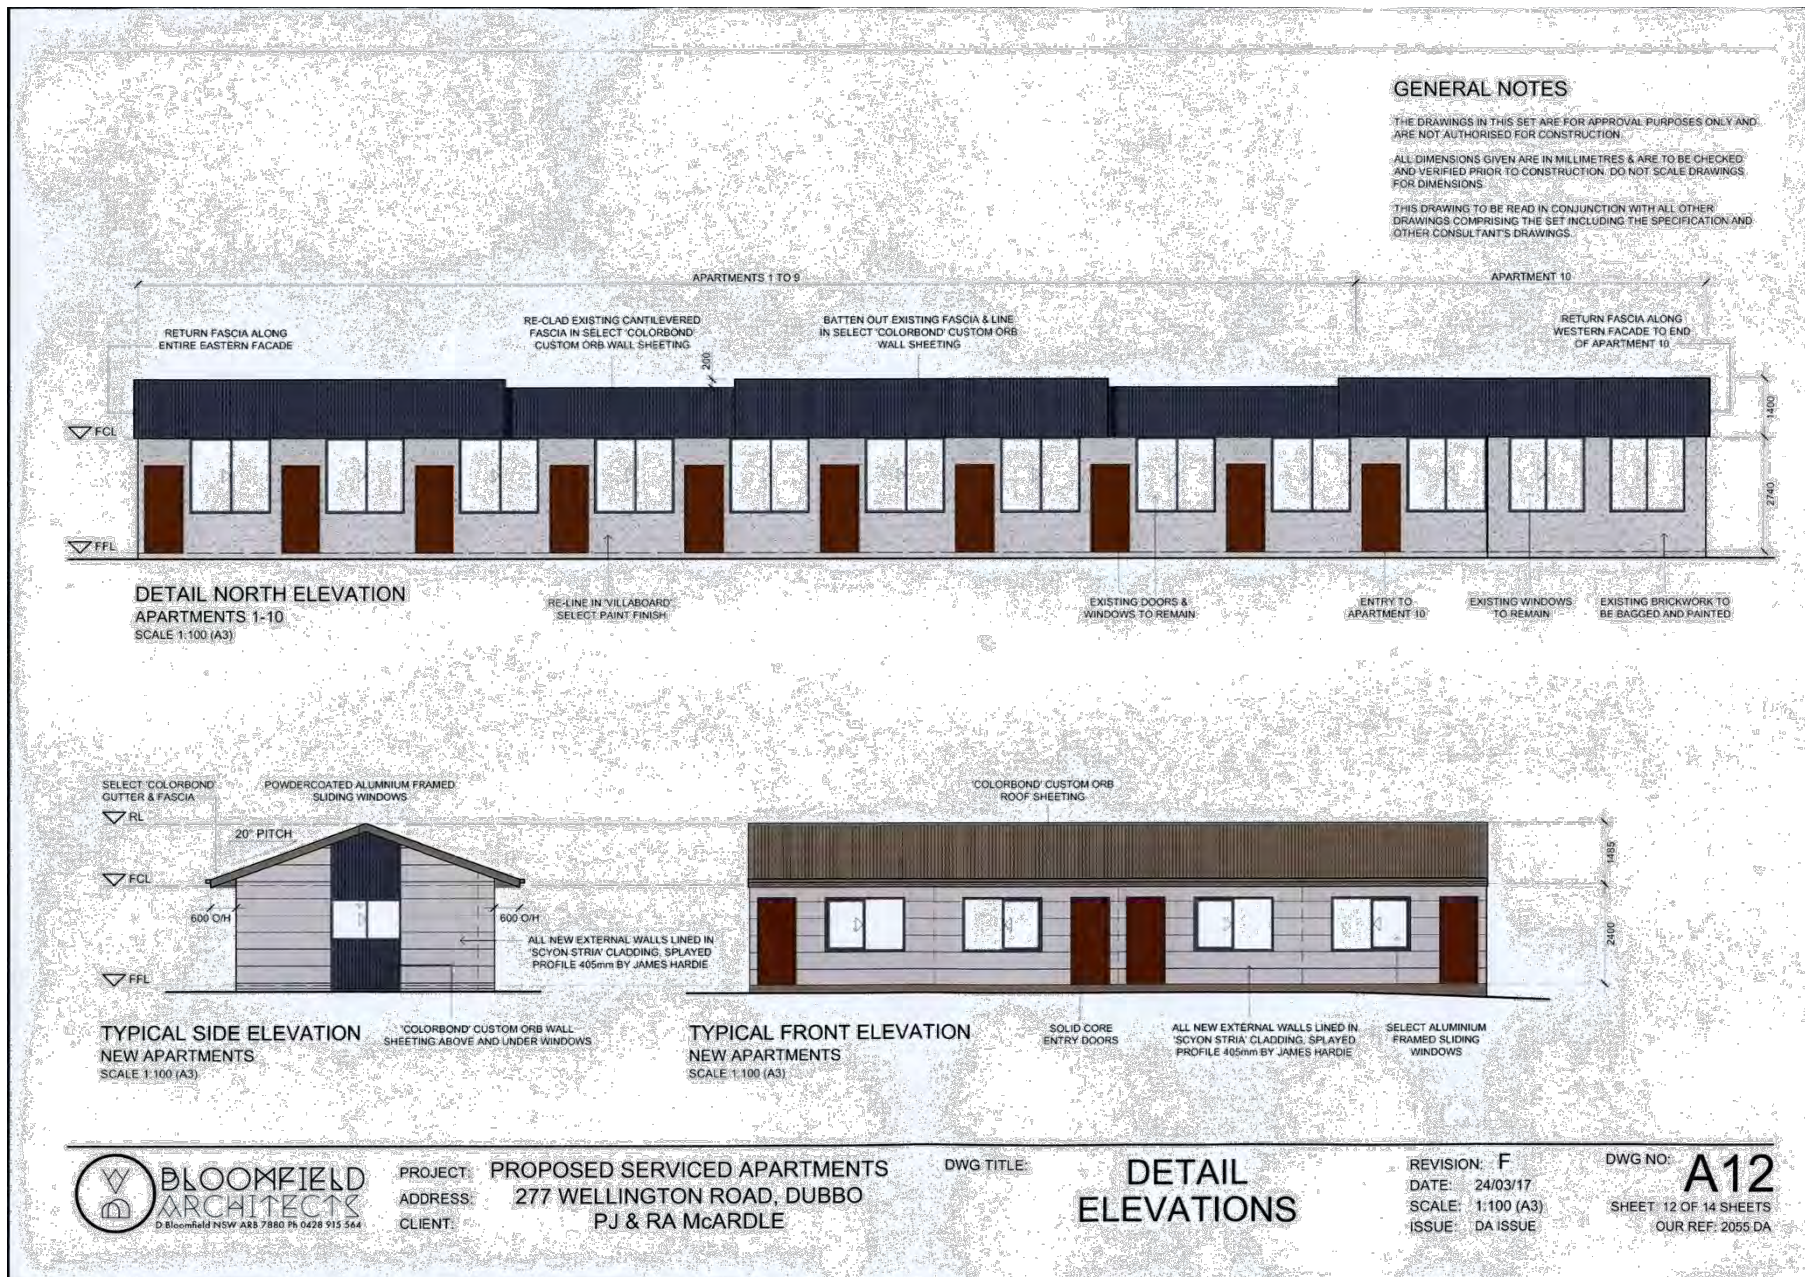 GENERAL NOTES
THE DRAWINGS IN THIS SET ARE FOR APPROVAL PURPOSES ONLY AND
ARE NOT AUTHORISED FOR CONSTRUCTION.
ALL DIMENSIONS GIVEN ARE IN MILLIMETRES & ARE TO BE CHECKED
AND VERIFIED PRIOR TO CONSTRUCTION. DO NOT SCALE DRAWINGS
FOR DIMENSIONS.
THIS DRAWING TO BE READ IN CONJUNCTION WITH ALL OTHER
DRAWINGS COMPRISING THE SET INCLUDING THE SPECIFICATION AND
OTHER CONSULTANT'S DRAWINGS.
APARTMENTS 1 TO 9
APARTMENT 10
RETURN FASCIA ALONG
ENTIRE EASTERN FACADE
RE-CLAD EXISTING CANTILEVERED
FASCIA IN SELECT 'COLORBOND'
CUSTOM ORB WALL SHEETING
200
BATTEN OUT EXISTING FASCIA & LINE
IN SELECT 'COLORBOND' CUSTOM ORB
WALL SHEETING
RETURN FASCIA ALONG
WESTERN FACADE TO END
OF APARTMENT 10
FCL
1400
2740
FFL
DETAIL NORTH ELEVATION
APARTMENTS 1-10
SCALE 1:100 (A3)
RE-LINE IN 'VILLABOARD'
SELECT PAINT FINISH
EXISTING DOORS &
WINDOWS TO REMAIN
ENTRY TO
APARTMENT 10
EXISTING WINDOWS
TO REMAIN
EXISTING BRICKWORK TO
BE BAGGED AND PAINTED
SELECT 'COLORBOND'
GUTTER & FASCIA
POWDERCOATED ALUMNIUM FRAMED
SLIDING WINDOWS
RL
20° PITCH
FCL
600 O/H
600 O/H
ALL NEW EXTERNAL WALLS LINED IN
'SCYON STRIA' CLADDING, SPLAYED
PROFILE 405mm BY JAMES HARDIE
FFL
TYPICAL SIDE ELEVATION
NEW APARTMENTS
SCALE 1:100 (A3)
'COLORBOND' CUSTOM ORB WALL
SHEETING ABOVE AND UNDER WINDOWS
'COLORBOND' CUSTOM ORB
ROOF SHEETING
1485
2400
TYPICAL FRONT ELEVATION
NEW APARTMENTS
SCALE 1:100 (A3)
SOLID CORE
ENTRY DOORS
ALL NEW EXTERNAL WALLS LINED IN
'SCYON STRIA' CLADDING, SPLAYED
PROFILE 405mm BY JAMES HARDIE
SELECT ALUMINIUM
FRAMED SLIDING
WINDOWS
BLOOMFIELD
ARCHITECTS
D Bloomfield NSW ARB 7880 Ph 0428 915 564
PROJECT: PROPOSED SERVICED APARTMENTS
ADDRESS: 277 WELLINGTON ROAD, DUBBO
CLIENT: PJ & RA McARDLE
DWG TITLE: DETAIL
ELEVATIONS
REVISION: F
DATE: 24/03/17
SCALE: 1:100 (A3)
ISSUE: DA ISSUE
DWG NO: A12
SHEET: 12 OF 14 SHEETS
OUR REF: 2055 DA